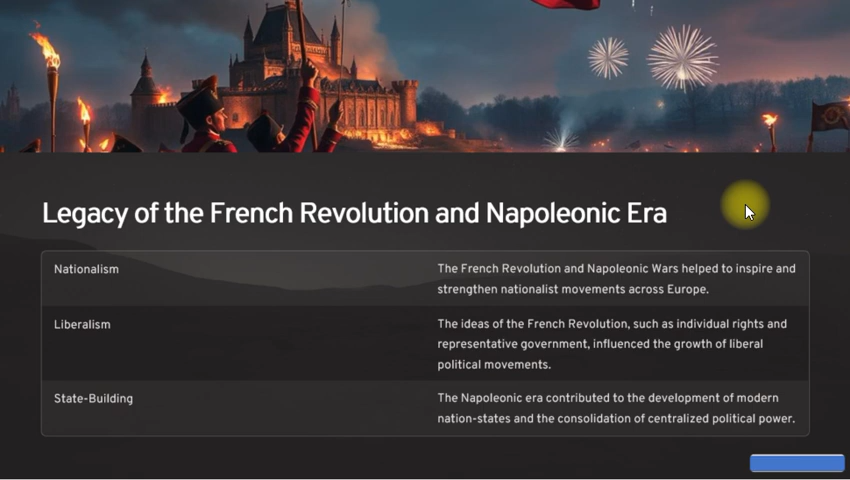 Legacy of the French Revolution and Napoleonic Era
Nationalism
The French Revolution and Napoleonic Wars helped to inspire and
strengthen nationalist movements across Europe.
Liberalism
The ideas of the French Revolution, such as individual rights and
representative government, influenced the growth of liberal
political movements.
State-Building
The Napoleonic era contributed to the development of modern
nation-states and the consolidation of centralized political power.